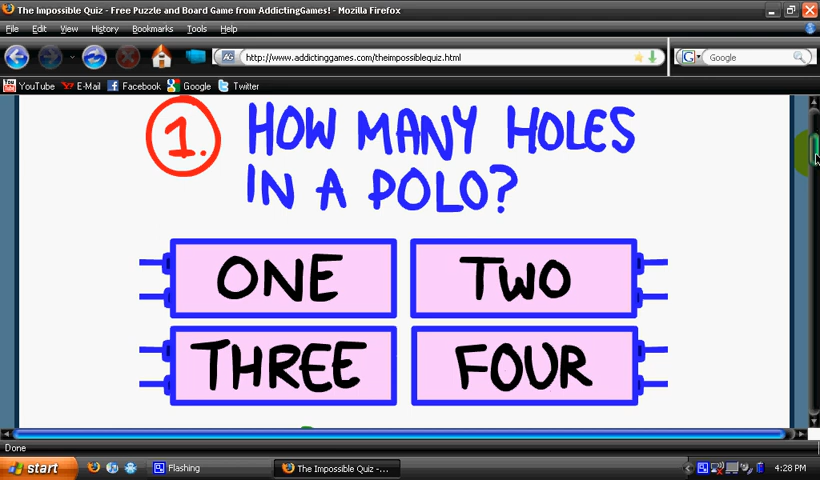 The Impossible Quiz - Free Puzzle and Board Game from AddictingGames! - Mozilla Firefox
File Edit View History Bookmarks Tools Help
AG http://www.addictinggames.com/theimpossiblequiz.html G Google
YouTube E-Mail Facebook Google Twitter
1. HOW MANY HOLES
IN A POLO?
ONE TWO
THREE FOUR
Done
start Flashing The Impossible Quiz -... 4:28 PM